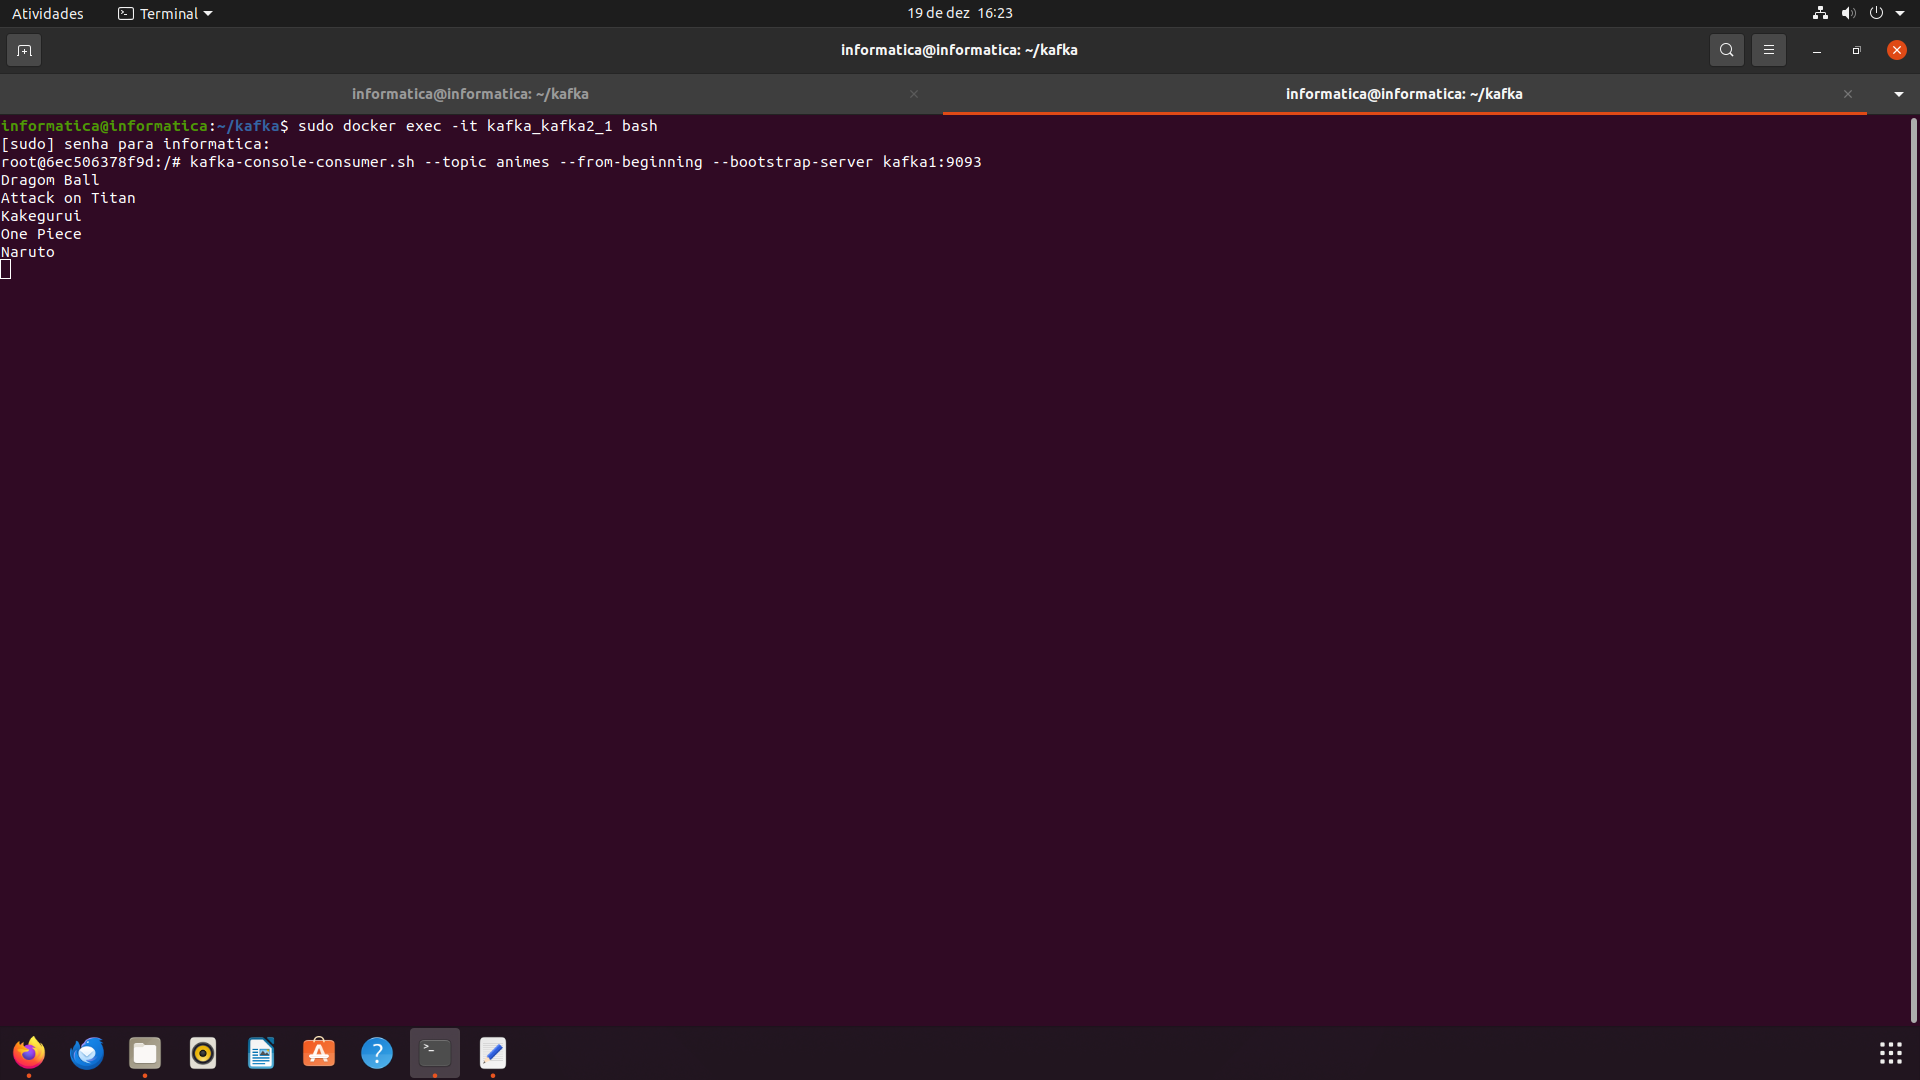 Atividades
Terminal
19 de dez 16:23
informatica@informatica: ~/kafka
informatica@informatica: ~/kafka
informatica@informatica: ~/kafka
informatica@informatica:~/kafka$ sudo docker exec -it kafka_kafka2_1 bash
[sudo] senha para informatica:
root@6ec506378f9d:/# kafka-console-consumer.sh --topic animes --from-beginning --bootstrap-server kafka1:9093
Dragom Ball
Attack on Titan
Kakegurui
One Piece
Naruto